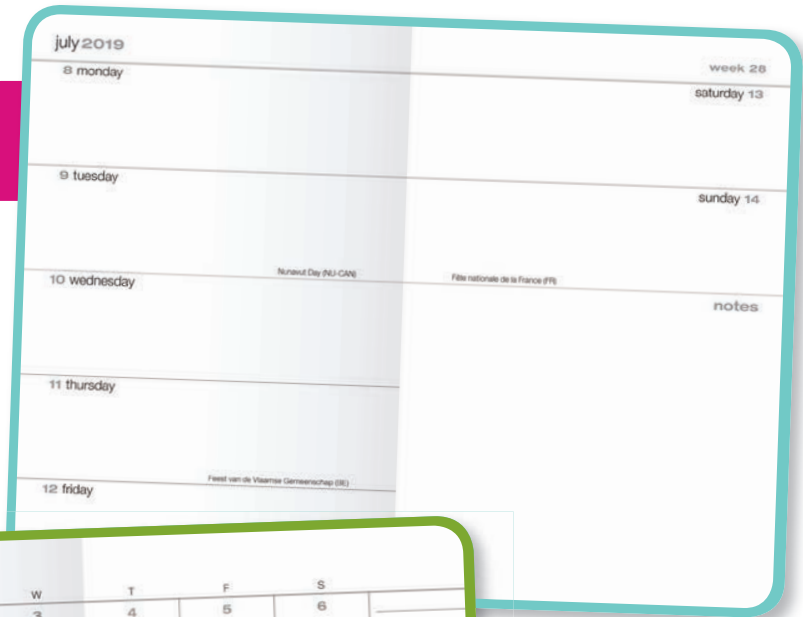 july 2019
8 monday
9 tuesday
Nunavut Day (NU-CAN)
10 wednesday
11 thursday
Feest van de Vlaamse Gemeenschap (BE)
12 friday
week 28
saturday 13
sunday 14
Fête nationale de la France (FR)
notes
W T F S
3 4 5 6